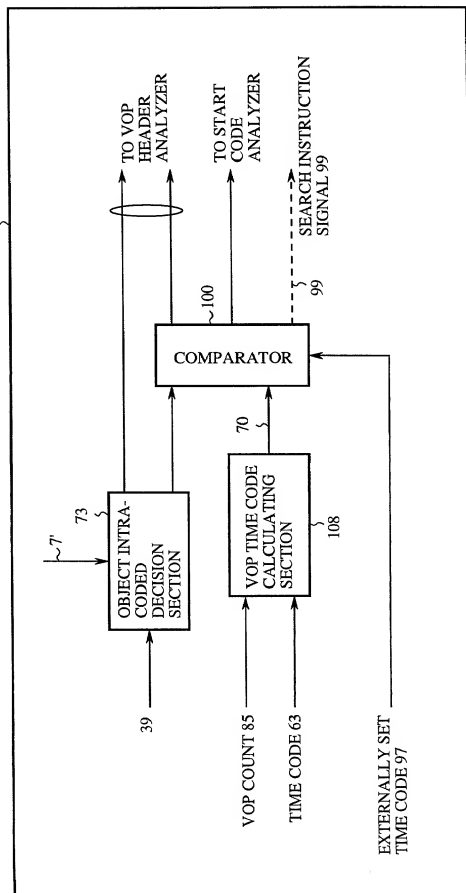 TO VOP
HEADER
ANALYZER
TO START
CODE
ANALYZER
SEARCH INSTRUCTION
SIGNAL 99
99
100
COMPARATOR
70
7'
73
OBJECT INTRA-
CODED
DECISION
SECTION
39
VOP TIME CODE
CALCULATING
SECTION
108
VOP COUNT 85
TIME CODE 63
EXTERNALLY SET
TIME CODE 97